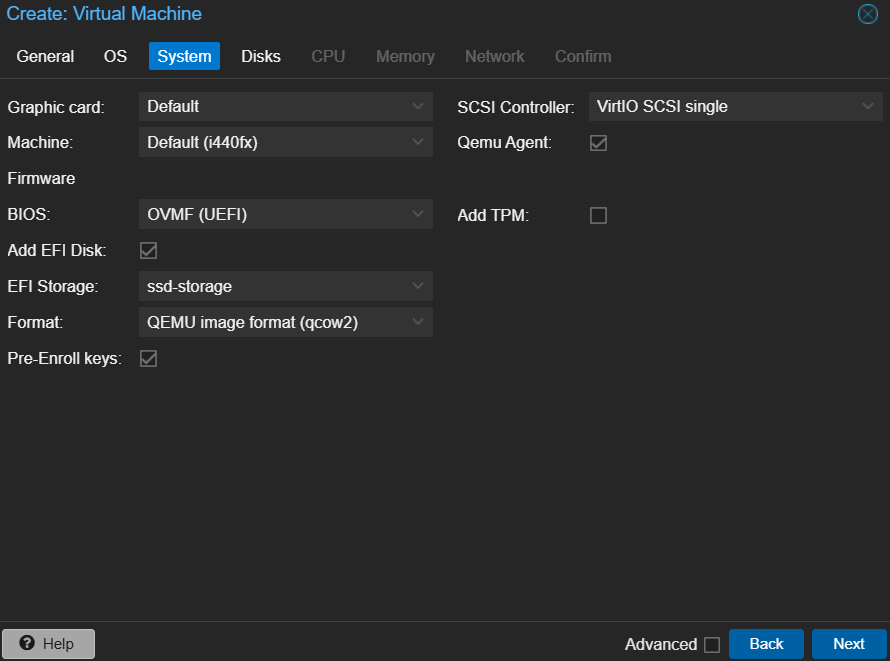 Create: Virtual Machine
General OS System Disks CPU Memory Network Confirm
Graphic card: Default SCSI Controller: VirtIO SCSI single
Machine: Default (i440fx) Qemu Agent:
Firmware
BIOS: OVMF (UEFI) Add TPM:
Add EFI Disk:
EFI Storage: ssd-storage
Format: QEMU image format (qcow2)
Pre-Enroll keys:
? Help Advanced Back Next